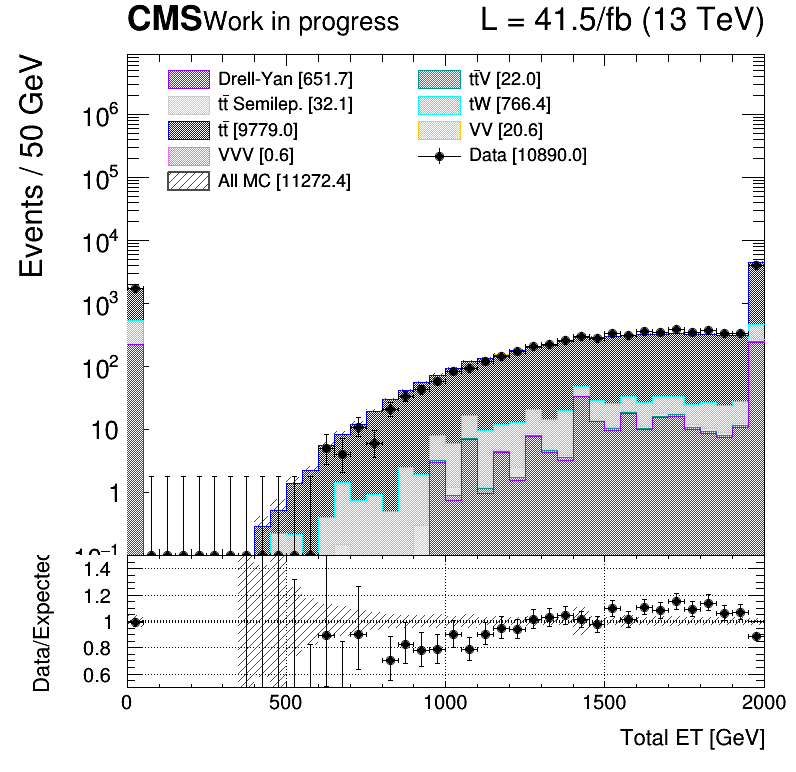 CMS Work in progress L = 41.5/fb (13 TeV)
Events / 50 GeV
Drell-Yan [651.7]
tt̄ Semilep. [32.1]
tt̄ [9779.0]
VVV [0.6]
All MC [11272.4]
tt̄V [22.0]
tW [766.4]
VV [20.6]
Data [10890.0]
10⁶
10⁵
10⁴
10³
10²
10
1
10⁻¹
Data/Expected
1.4
1.2
1
0.8
0.6
0 500 1000 1500 2000
Total ET [GeV]